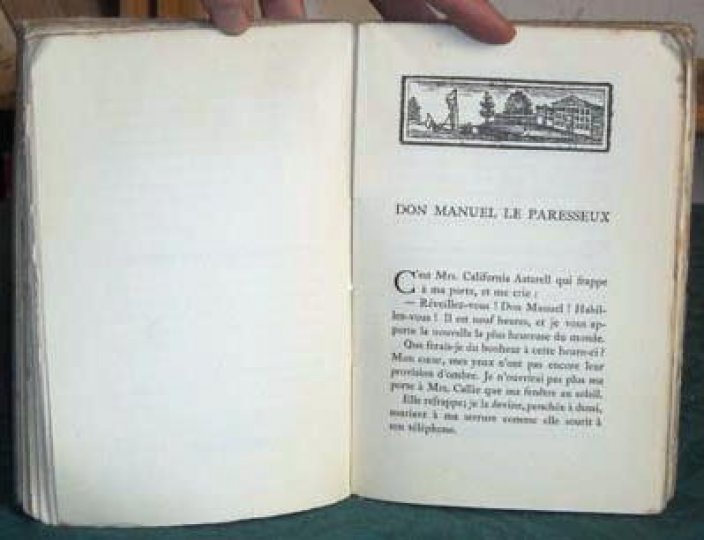 DON MANUEL LE PARESSEUX
C'est Mrs. California Asturell qui frappe
à ma porte, et me crie :
— Réveillez-vous ! Don Manuel ! Habil-
lez-vous ! Il est neuf heures, et je vous ap-
porte la nouvelle la plus heureuse du monde.
Que ferais-je du bonheur à cette heure-ci ?
Mon cœur, mes yeux n'ont pas encore leur
provision d'ombre. Je n'ouvrirai pas plus ma
porte à Mrs. Callie que ma fenêtre au soleil.
Elle refrappe; je la devine, penchée à demi,
souriant à ma serrure comme elle sourit à
son téléphone.